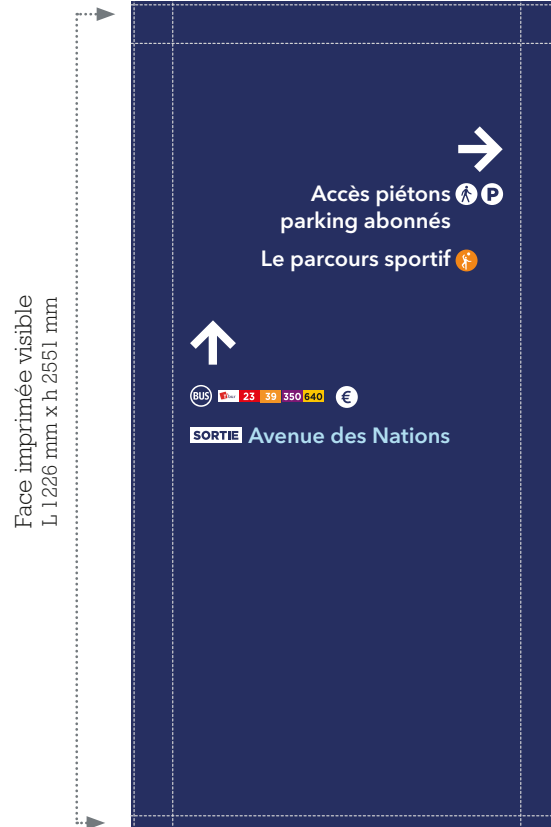 Face imprimée visible
L 1226 mm x h 2551 mm
Accès piétons P
parking abonnés
Le parcours sportif
BUS 23 39 350 640 €
SORTIE Avenue des Nations